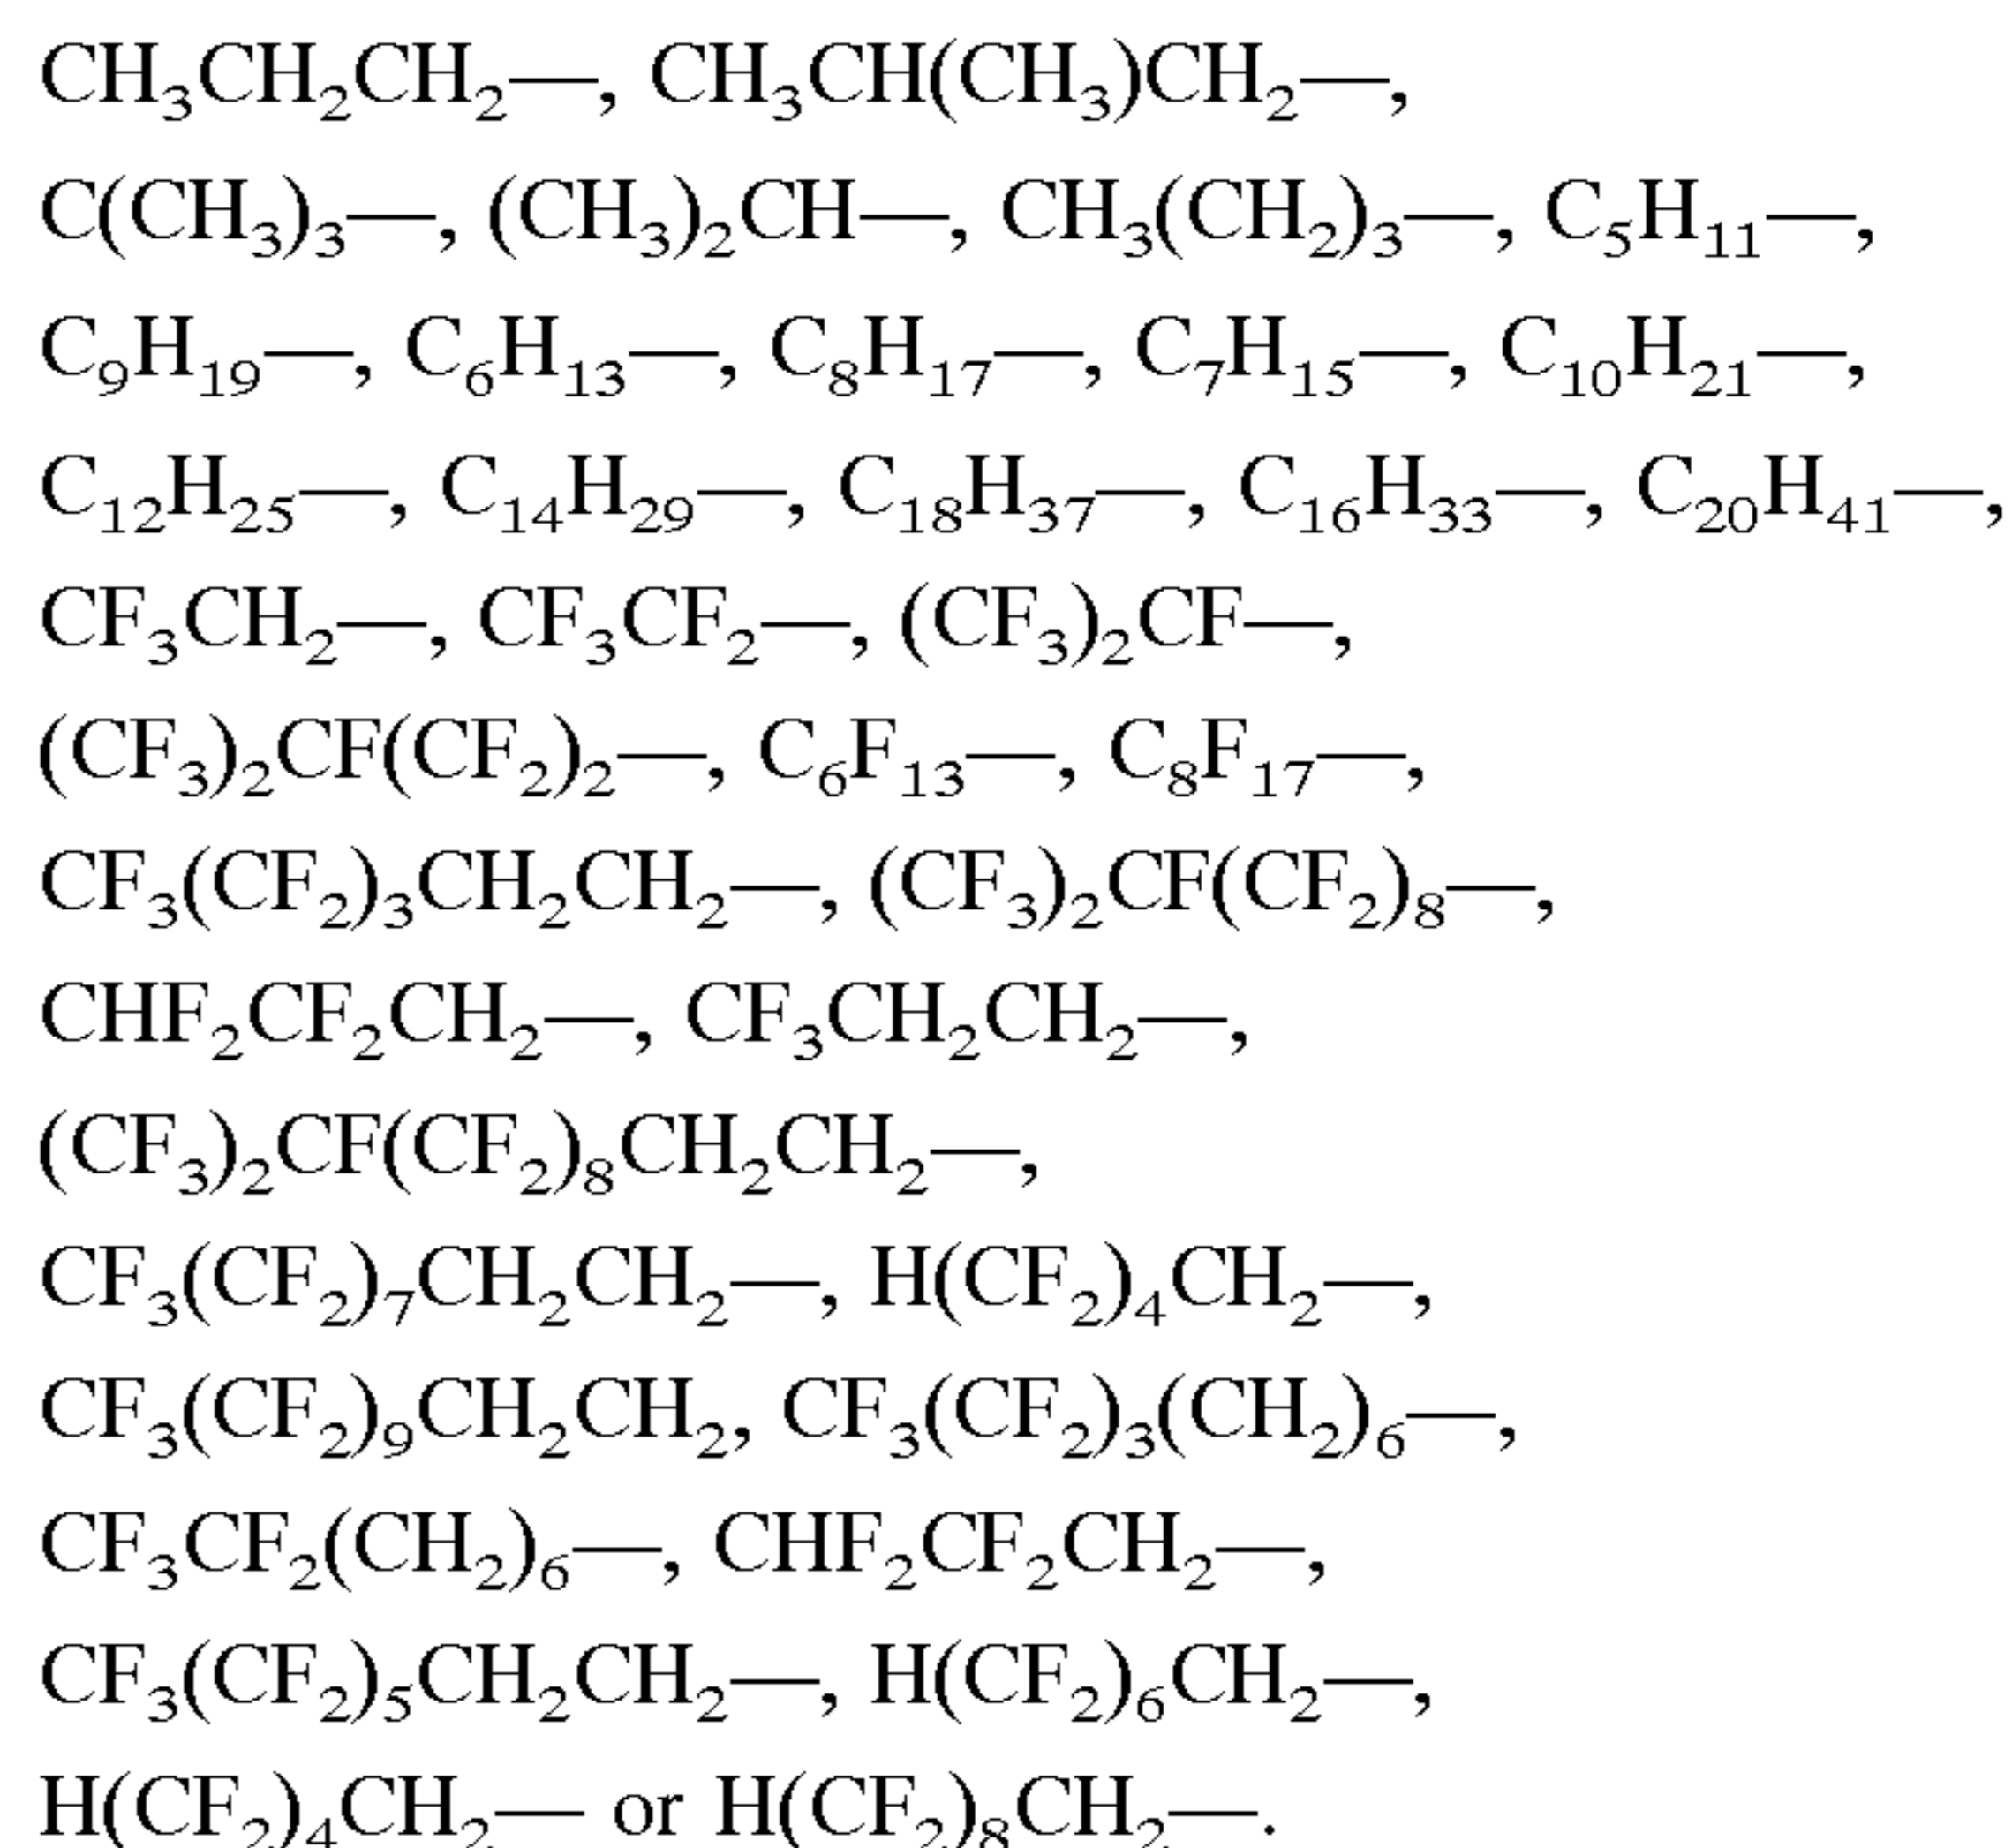 CH₃CH₂CH₂—, CH₃CH(CH₃)CH₂—,
C(CH₃)₃—, (CH₃)₂CH—, CH₃(CH₂)₃—, C₅H₁₁—,
C₉H₁₉—, C₆H₁₃—, C₈H₁₇—, C₇H₁₅—, C₁₀H₂₁—,
C₁₂H₂₅—, C₁₄H₂₉—, C₁₈H₃₇—, C₁₆H₃₃—, C₂₀H₄₁—,
CF₃CH₂—, CF₃CF₂—, (CF₃)₂CF—,
(CF₃)₂CF(CF₂)₂—, C₆F₁₃—, C₈F₁₇—,
CF₃(CF₂)₃CH₂CH₂—, (CF₃)₂CF(CF₂)₈—,
CHF₂CF₂CH₂—, CF₃CH₂CH₂—,
(CF₃)₂CF(CF₂)₈CH₂CH₂—,
CF₃(CF₂)₇CH₂CH₂—, H(CF₂)₄CH₂—,
CF₃(CF₂)₉CH₂CH₂, CF₃(CF₂)₃(CH₂)₆—,
CF₃CF₂(CH₂)₆—, CHF₂CF₂CH₂—,
CF₃(CF₂)₅CH₂CH₂—, H(CF₂)₆CH₂—,
H(CF₂)₄CH₂— or H(CF₂)₈CH₂—.